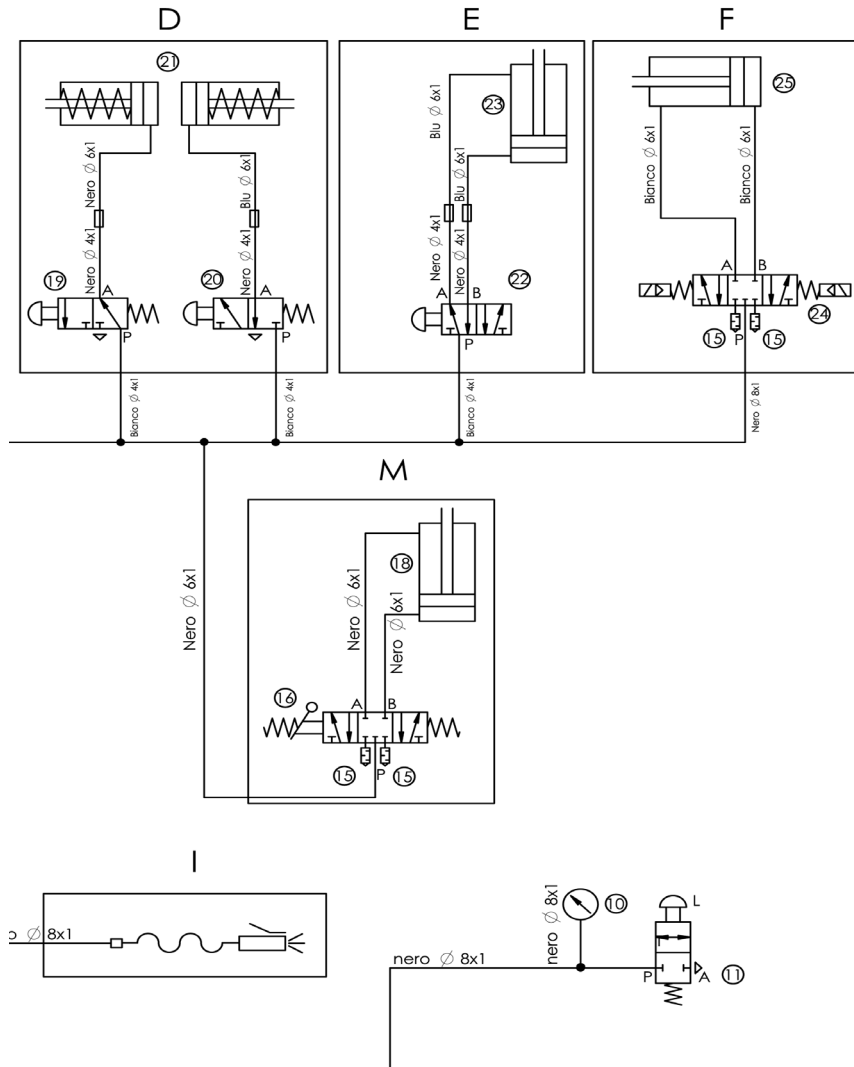 D
E
F
21
Nero Ø 6x1
Blu Ø 6x1
Nero Ø 4x1
Nero Ø 4x1
19
A
P
20
A
P
Bianco Ø 4x1
Bianco Ø 4x1
23
Blu Ø 6x1
Blu Ø 6x1
Nero Ø 4x1
Nero Ø 4x1
22
A
B
P
Bianco Ø 4x1
25
Bianco Ø 6x1
Bianco Ø 6x1
A
B
24
15
P
15
Nero Ø 8x1
M
Nero Ø 6x1
18
Nero Ø 6x1
Nero Ø 6x1
16
A
B
15
P
15
I
o Ø 8x1
nero Ø 8x1
nero Ø 8x1
10
L
P
A
11